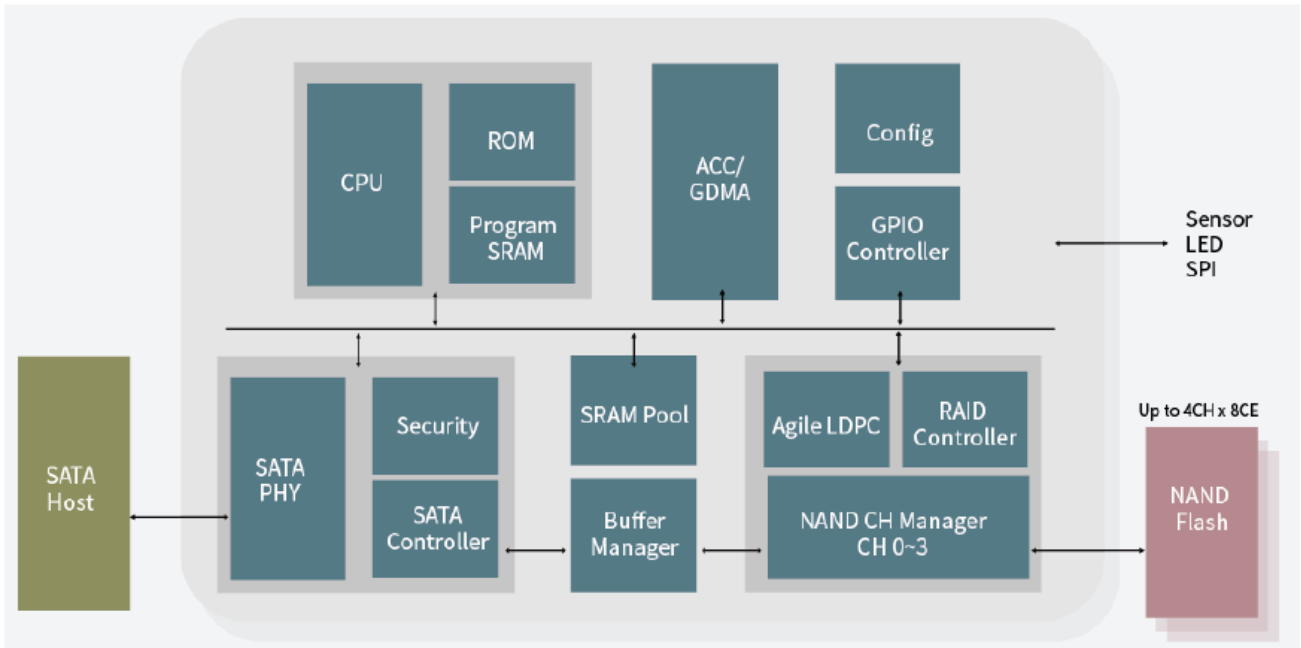 CPU
ROM
Program
SRAM
ACC/
GDMA
Config
GPIO
Controller
Sensor
LED
SPI
SATA
Host
SATA
PHY
Security
SATA
Controller
SRAM Pool
Buffer
Manager
Agile LDPC
RAID
Controller
NAND CH Manager
CH 0~3
Up to 4CH x 8CE
NAND
Flash